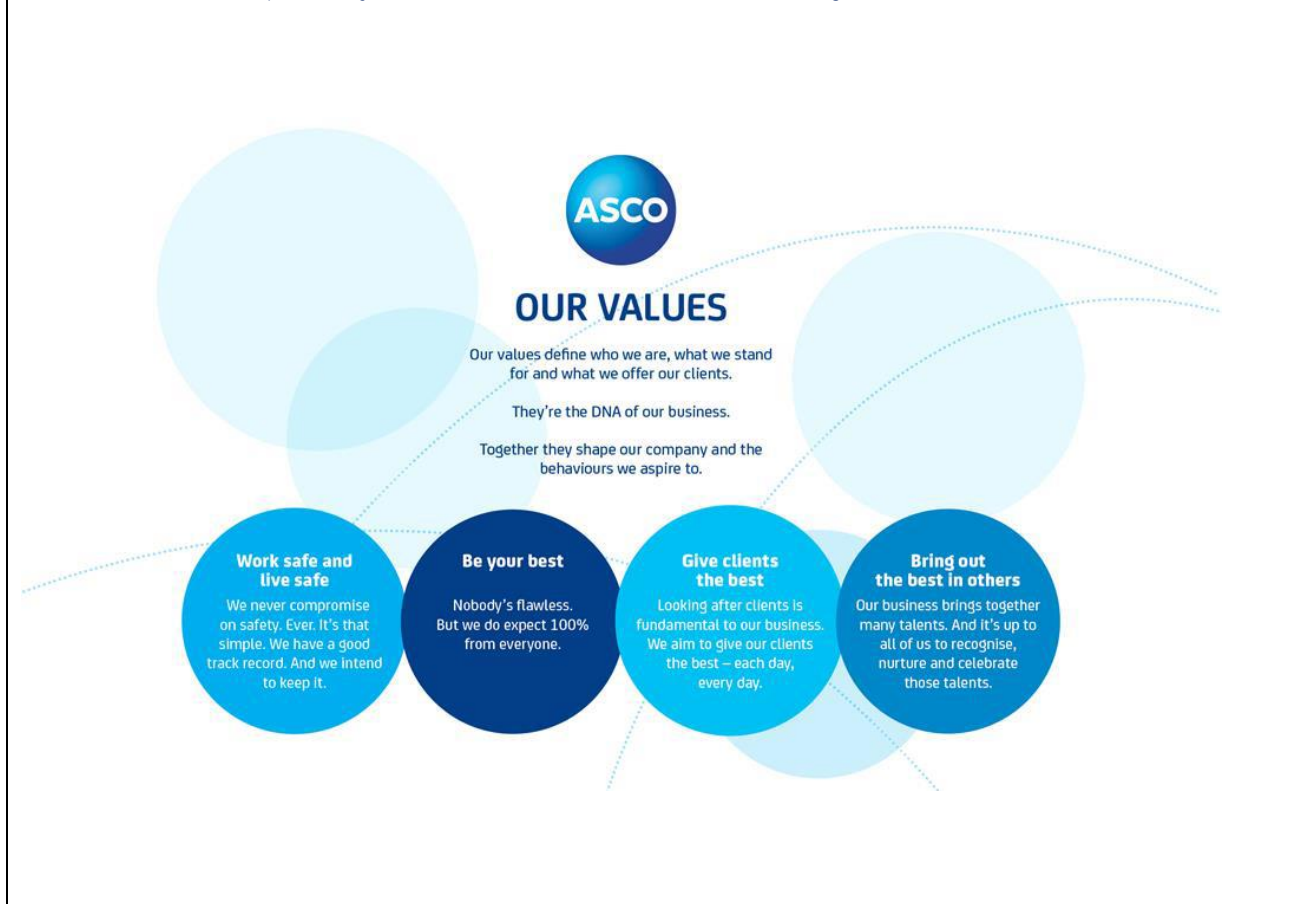 ASCO
OUR VALUES
Our values define who we are, what we stand
for and what we offer our clients.
They're the DNA of our business.
Together they shape our company and the
behaviours we aspire to.
Work safe and
live safe
We never compromise
on safety. Ever. It's that
simple. We have a good
track record. And we intend
to keep it.
Be your best
Nobody's flawless.
But we do expect 100%
from everyone.
Give clients
the best
Looking after clients is
fundamental to our business.
We aim to give our clients
the best – each day,
every day.
Bring out
the best in others
Our business brings together
many talents. And it's up to
all of us to recognise,
nurture and celebrate
those talents.